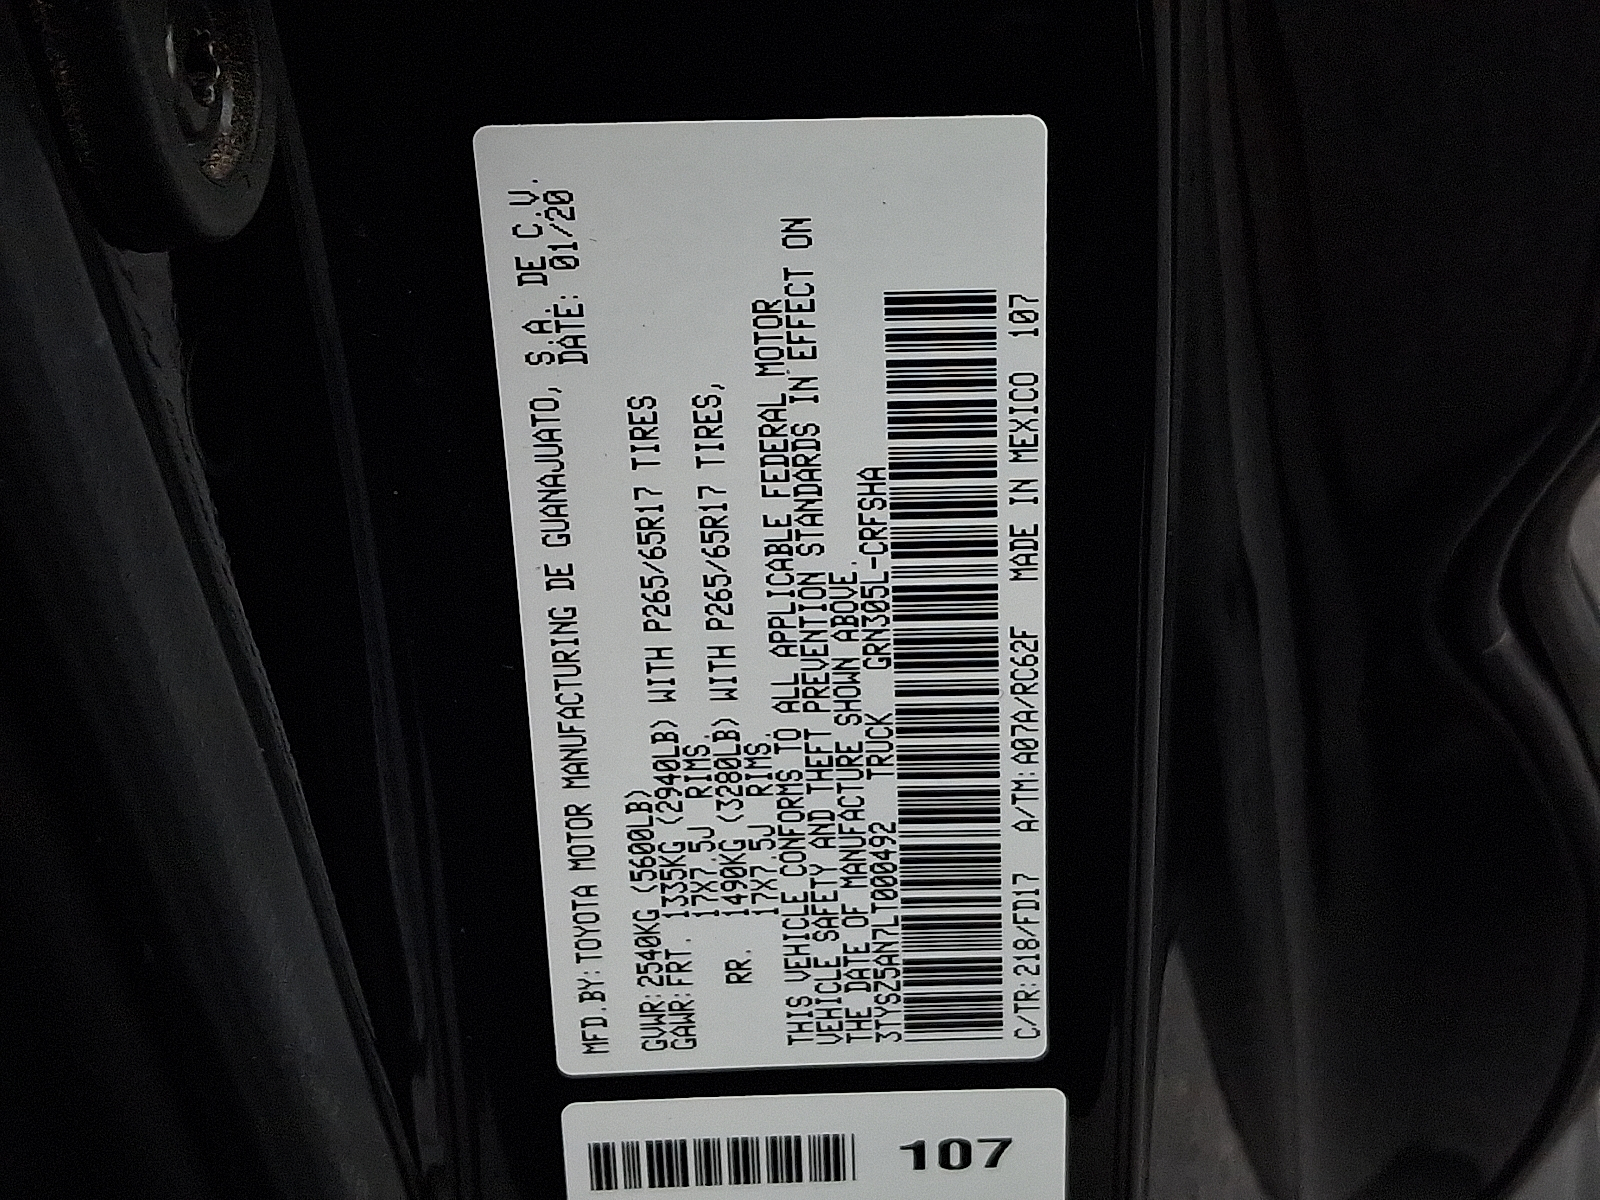 MFD.BY:TOYOTA MOTOR MANUFACTURING DE GUANAJUATO, S.A. DE C.V.
DATE: 01/20
GVWR:2540KG (5600LB)
GAWR:FRT. 1335KG (2940LB) WITH P265/65R17 TIRES
17X7.5J RIMS.
RR. 1490KG (3280LB) WITH P265/65R17 TIRES,
17X7.5J RIMS.
THIS VEHICLE CONFORMS TO ALL APPLICABLE FEDERAL MOTOR
VEHICLE SAFETY AND THEFT PREVENTION STANDARDS IN EFFECT ON
THE DATE OF MANUFACTURE SHOWN ABOVE.
3TYSZ5AN7LT000492 TRUCK GRN305L-CRFSHA
C/TR:218/FD17 A/TM:A07A/RC62F MADE IN MEXICO 107
107